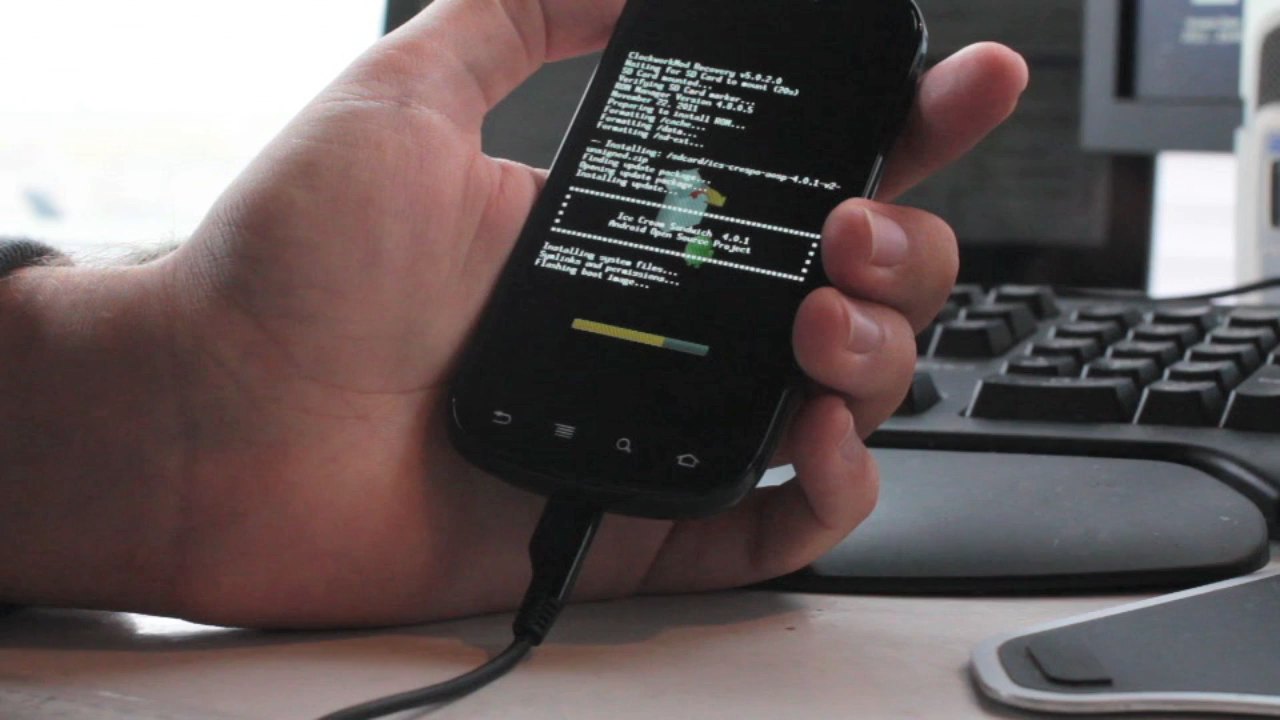 ClockworkMod Recovery v5.0.2.0
Waiting for SD Card to mount (20s)
SD Card mounted...
Verifying SD Card marker...
ROM Manager Version 4.8.0.5
November 22, 2011
Preparing to install ROM...
Formatting /cache...
Formatting /data...
Formatting /sd-ext...
-- Installing: /sdcard/ics-crespo-aosp-4.0.1-v2-
unsigned.zip
Finding update package...
Opening update package...
Installing update...
Ice Cream Sandwich 4.0.1
Android Open Source Project
Installing system files...
Symlinks and permissions...
Flashing boot image...